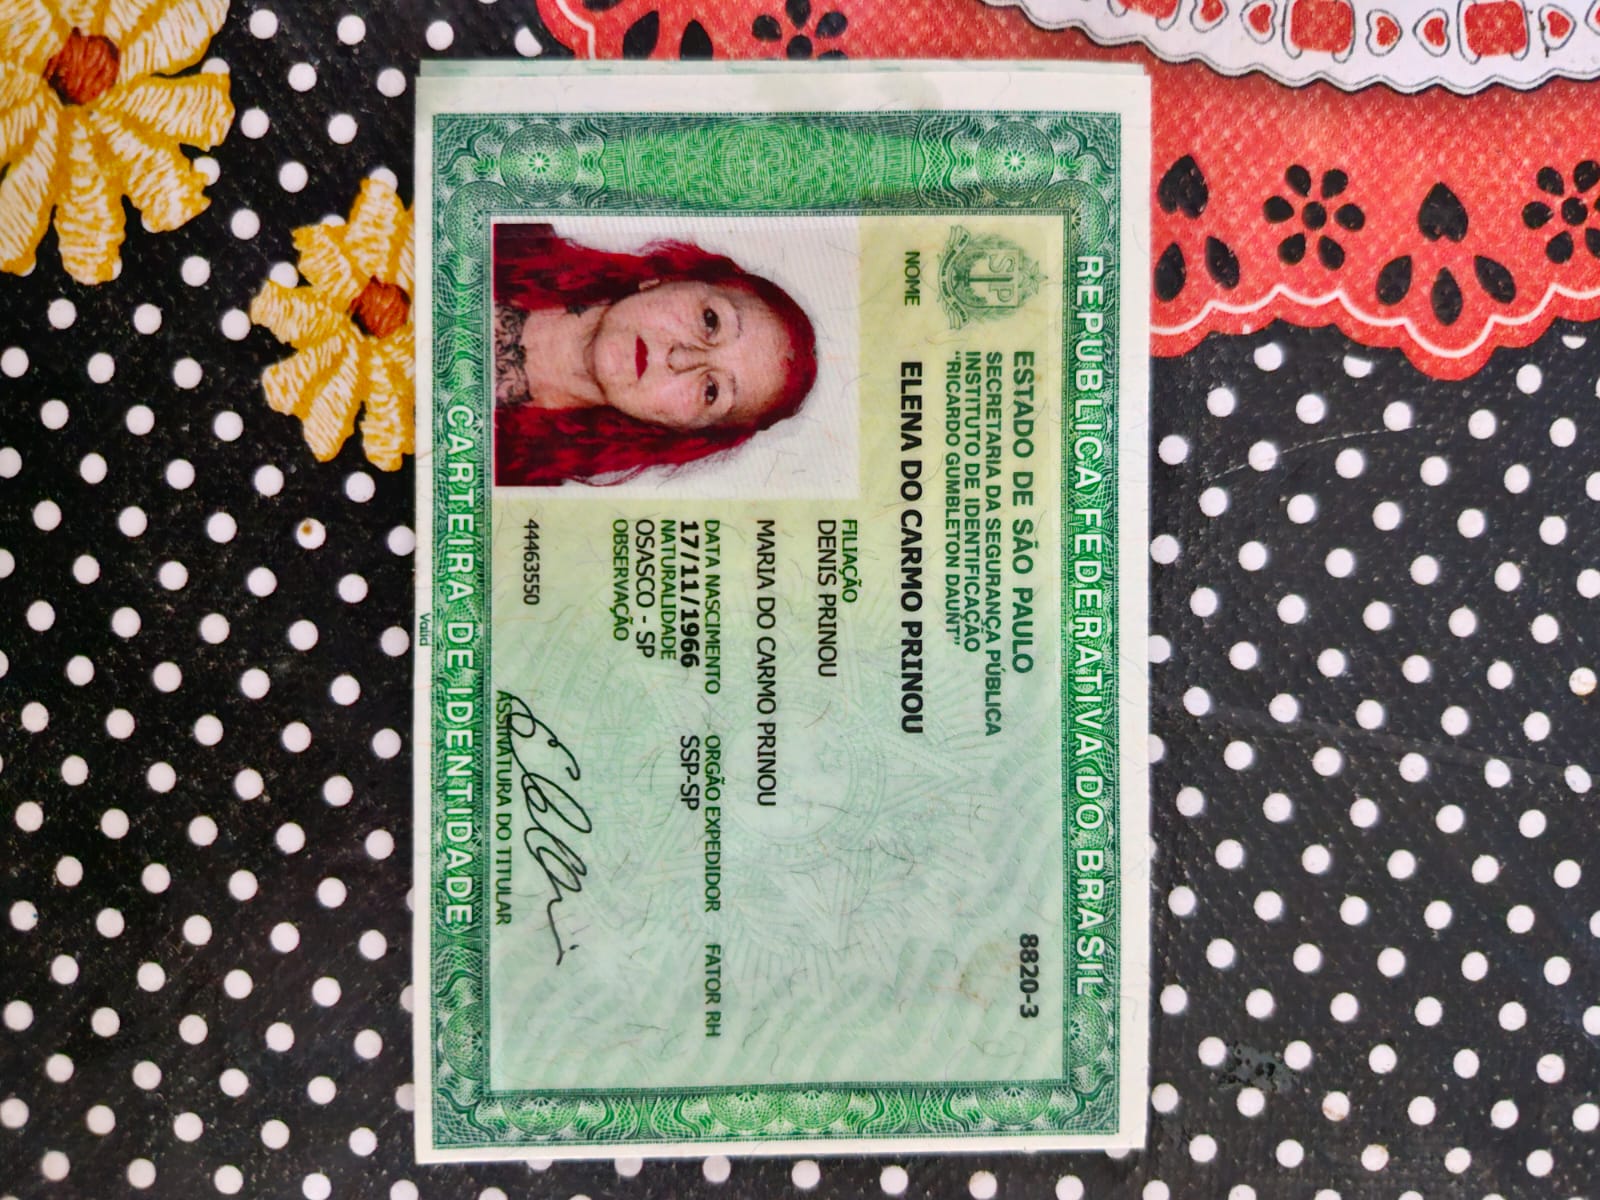 REPÚBLICA FEDERATIVA DO BRASIL
ESTADO DE SÃO PAULO
8820-3
SECRETARIA DA SEGURANÇA PÚBLICA
INSTITUTO DE IDENTIFICAÇÃO
"RICARDO GUMBLETON DAUNT"
NOME
ELENA DO CARMO PRINOU
FILIAÇÃO
DENIS PRINOU
MARIA DO CARMO PRINOU
DATA NASCIMENTO ORGÃO EXPEDIDOR FATOR RH
17/11/1966 SSP-SP
NATURALIDADE
OSASCO - SP
OBSERVAÇÃO
44463550
ASSINATURA DO TITULAR
CARTEIRA DE IDENTIDADE
Valid